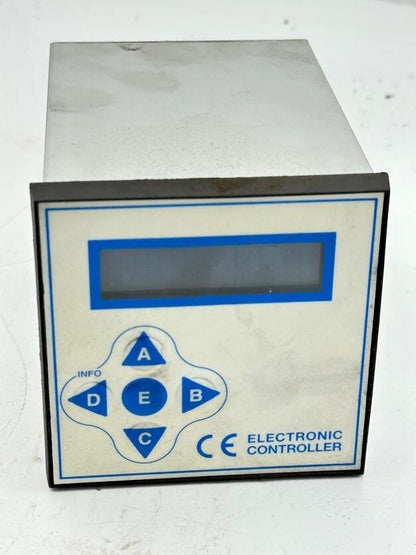 A
INFO
D E B
C
CE ELECTRONIC
CONTROLLER